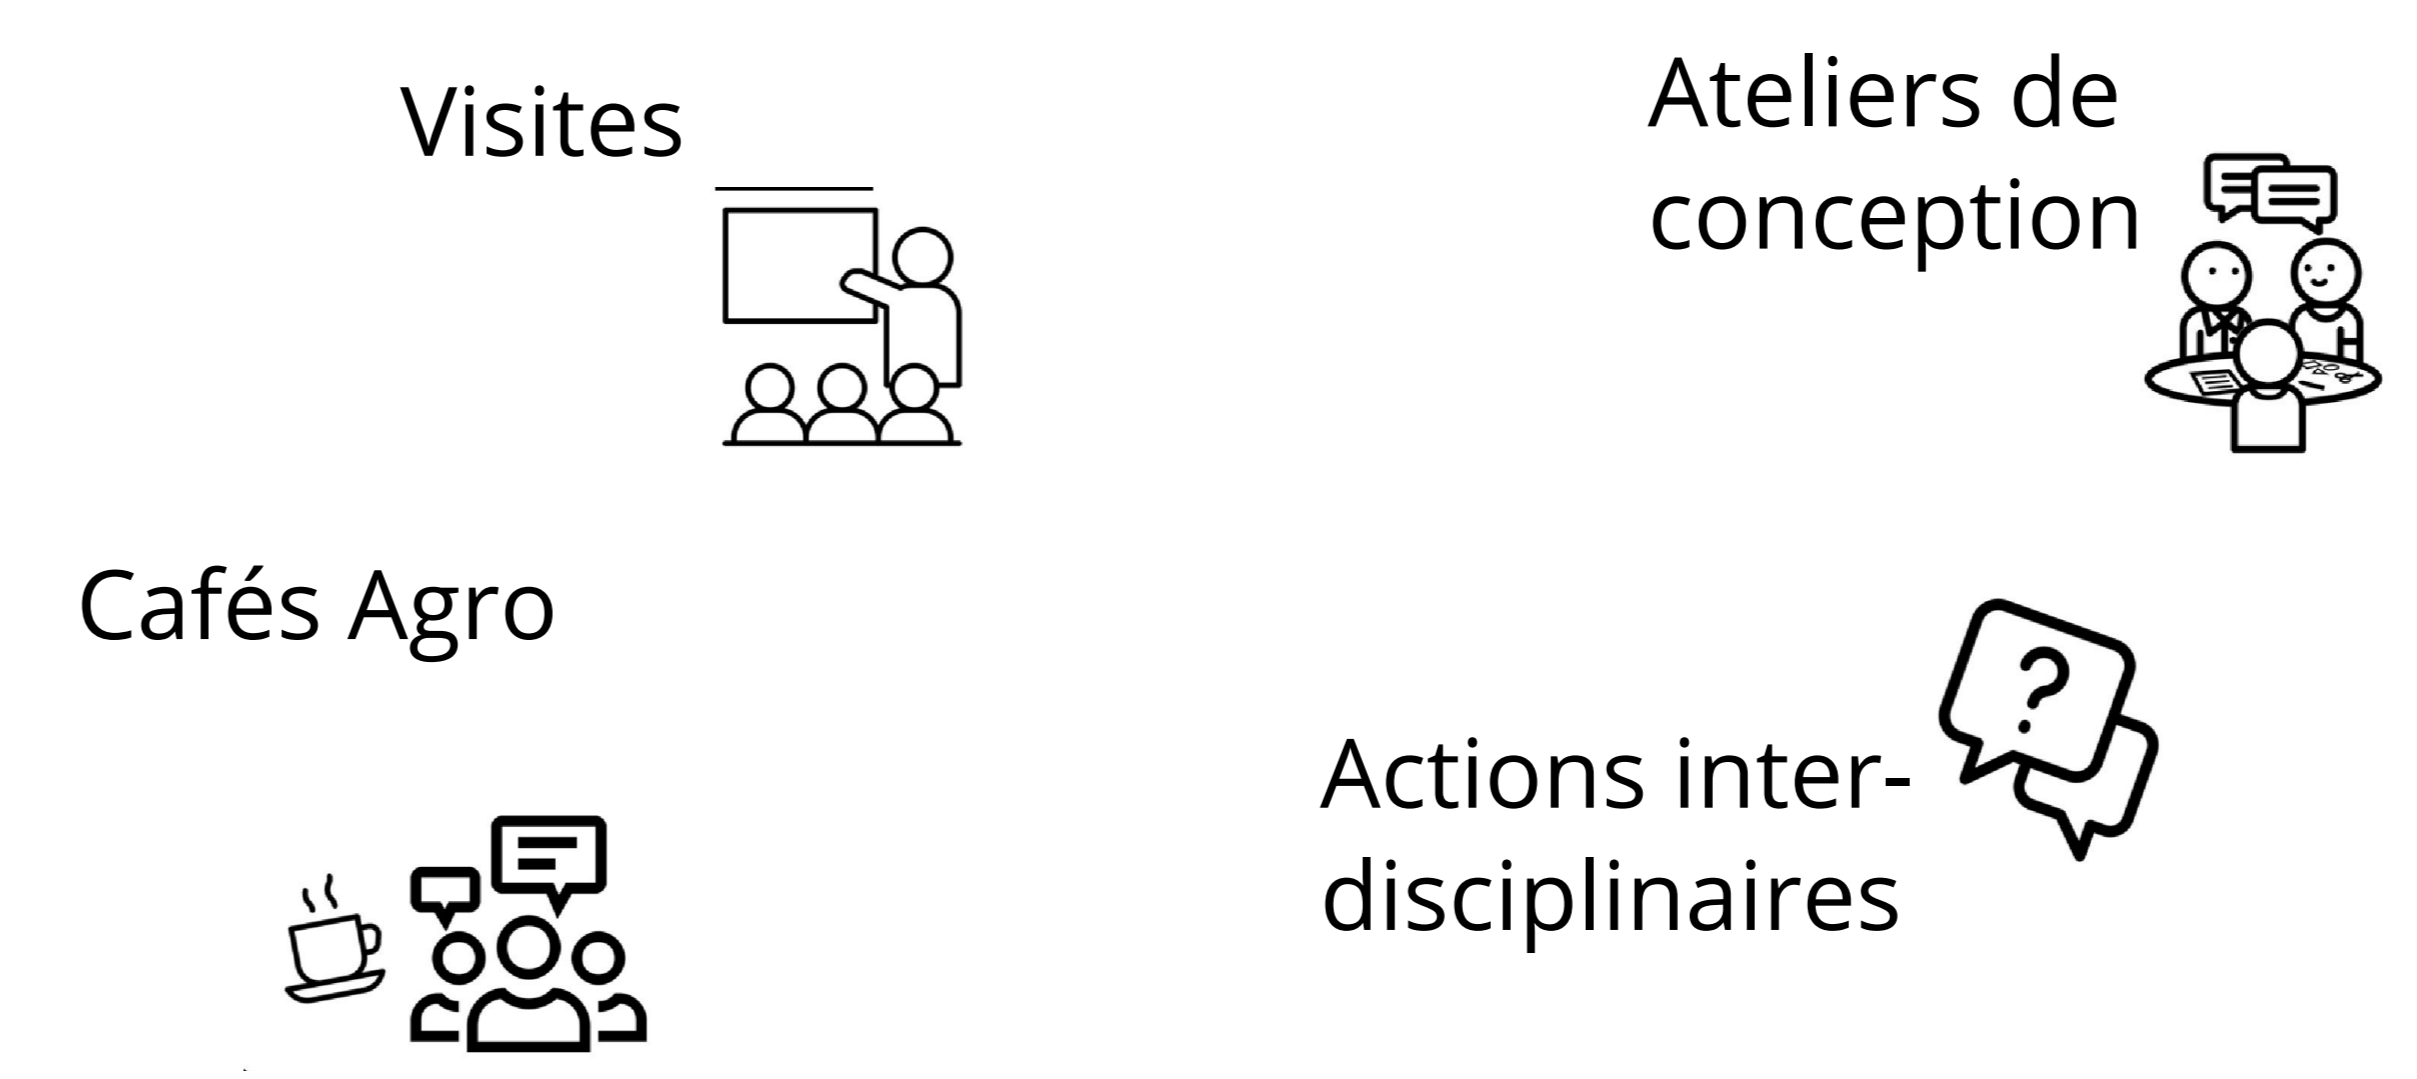 Visites
Ateliers de
conception
Cafés Agro
Actions inter-
disciplinaires
?